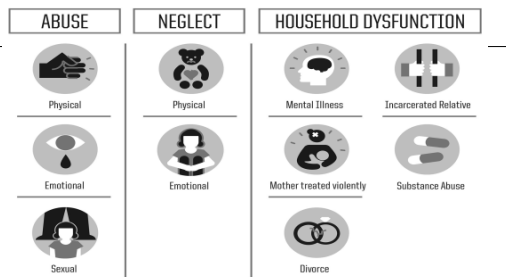 ABUSE
NEGLECT
HOUSEHOLD DYSFUNCTION
Physical
Physical
Mental Illness
Incarcerated Relative
Emotional
Emotional
Mother treated violently
Substance Abuse
Sexual
Divorce